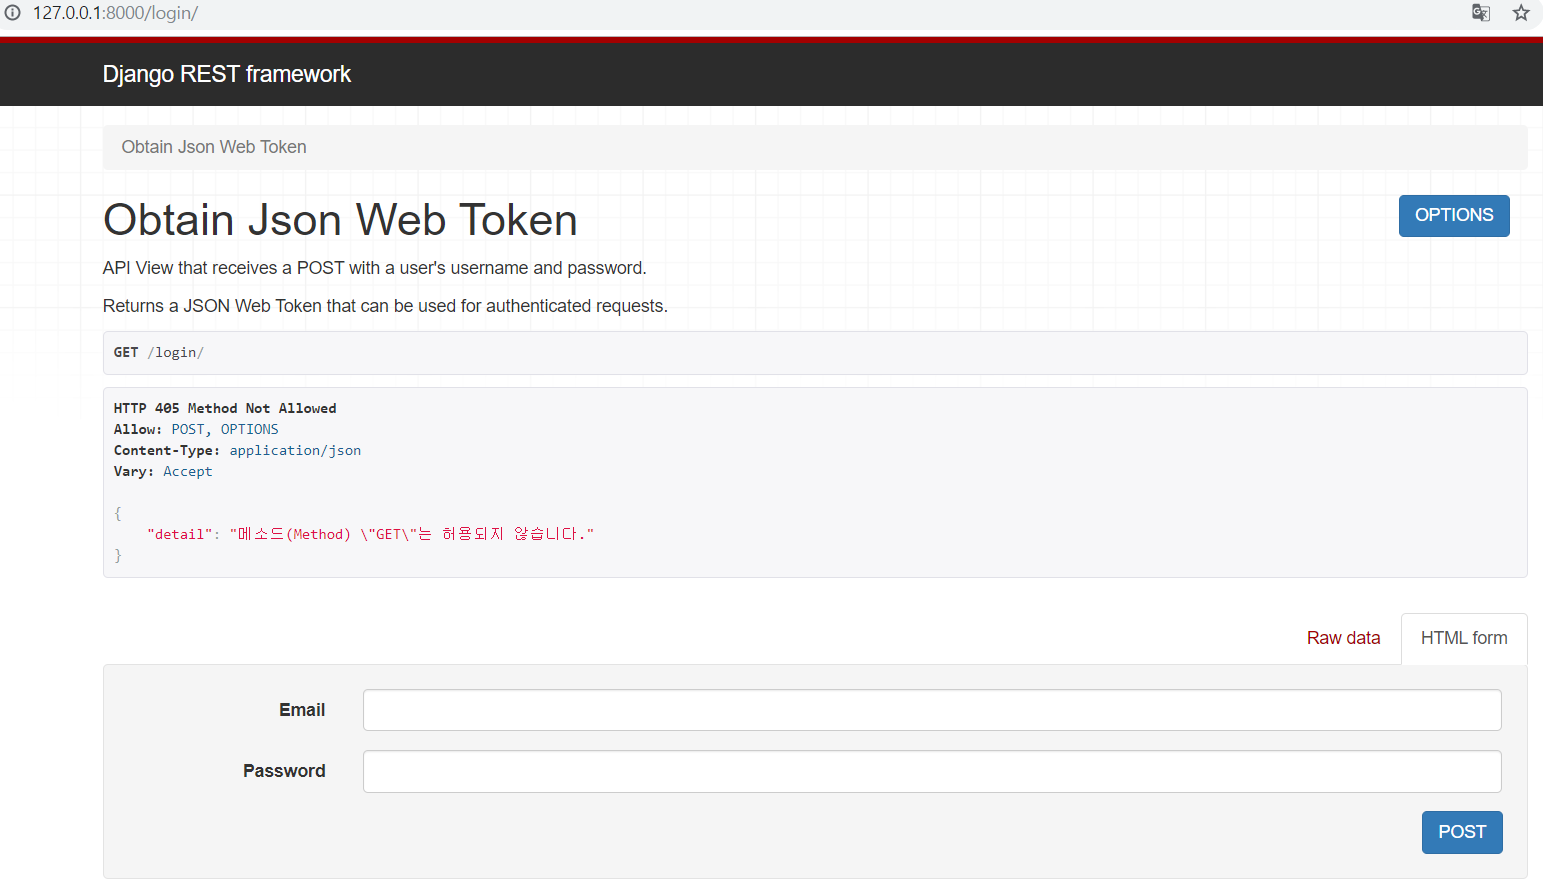 127.0.0.1:8000/login/
Django REST framework
Obtain Json Web Token
Obtain Json Web Token
OPTIONS
API View that receives a POST with a user's username and password.
Returns a JSON Web Token that can be used for authenticated requests.
GET /login/
HTTP 405 Method Not Allowed
Allow: POST, OPTIONS
Content-Type: application/json
Vary: Accept
{
"detail": "메소드(Method) \"GET\"는 허용되지 않습니다."
}
Raw data
HTML form
Email
Password
POST